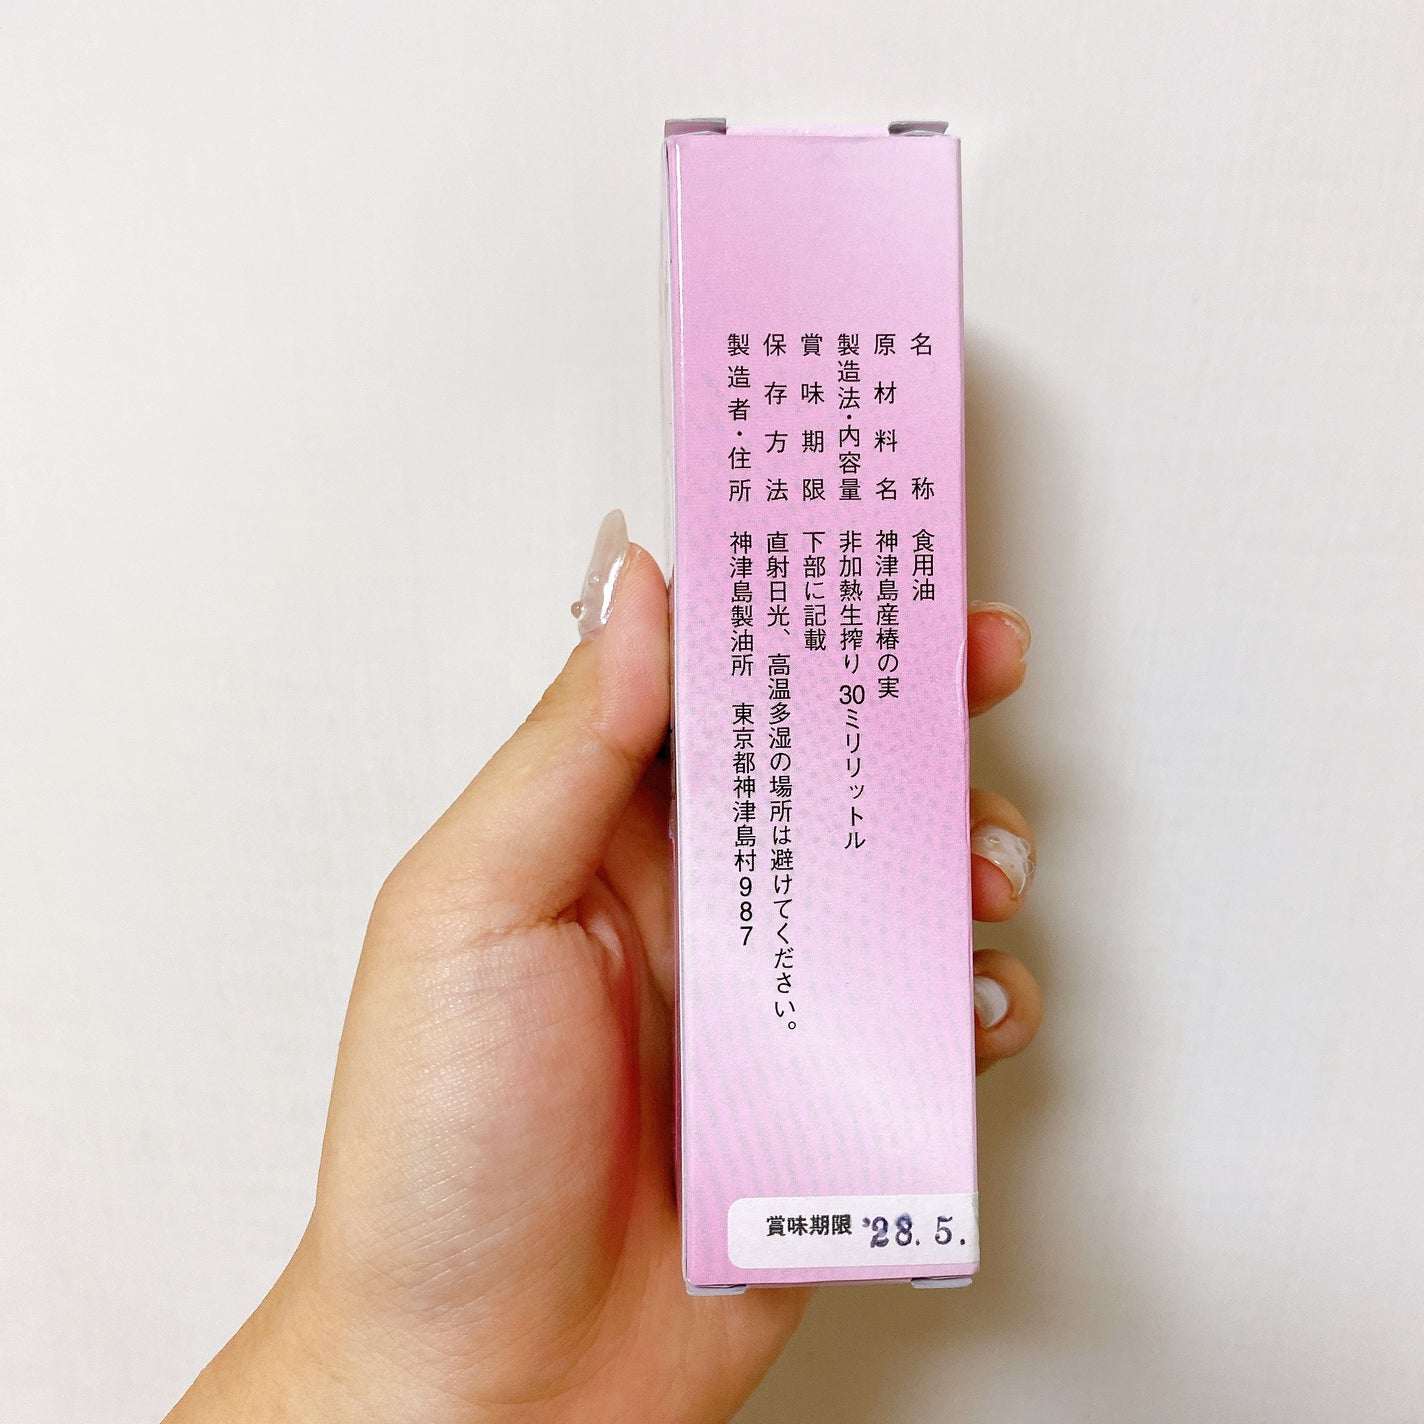 名称 食用油
原材料名 神津島産椿の実
製造法・内容量 非加熱生搾り 30ミリリットル
賞味期限 下部に記載
保存方法 直射日光、高温多湿の場所は避けてください。
製造者・住所 神津島製油所 東京都神津島村987
賞味期限 '28. 5.